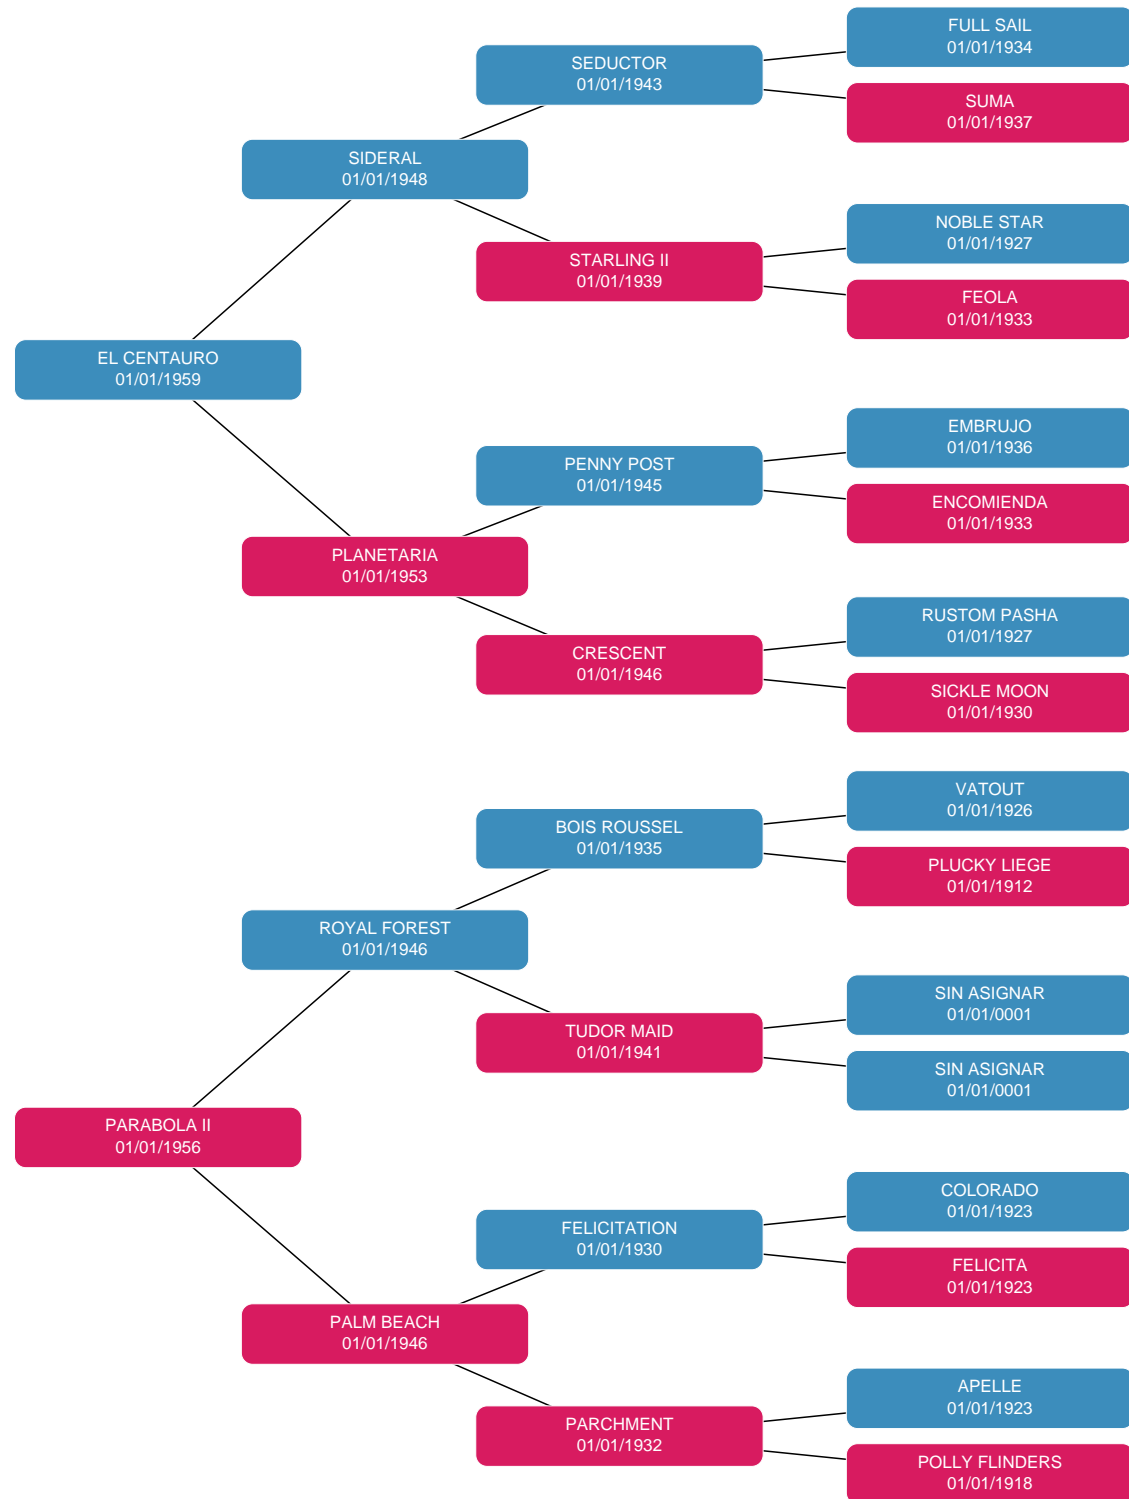 FULL SAIL
01/01/1934
SEDUCTOR
01/01/1943
SUMA
01/01/1937
SIDERAL
01/01/1948
NOBLE STAR
01/01/1927
STARLING II
01/01/1939
FEOLA
01/01/1933
EL CENTAURO
01/01/1959
EMBRUJO
01/01/1936
PENNY POST
01/01/1945
ENCOMIENDA
01/01/1933
PLANETARIA
01/01/1953
RUSTOM PASHA
01/01/1927
CRESCENT
01/01/1946
SICKLE MOON
01/01/1930
VATOUT
01/01/1926
BOIS ROUSSEL
01/01/1935
PLUCKY LIEGE
01/01/1912
ROYAL FOREST
01/01/1946
SIN ASIGNAR
01/01/0001
TUDOR MAID
01/01/1941
SIN ASIGNAR
01/01/0001
PARABOLA II
01/01/1956
COLORADO
01/01/1923
FELICITATION
01/01/1930
FELICITA
01/01/1923
PALM BEACH
01/01/1946
APELLE
01/01/1923
PARCHMENT
01/01/1932
POLLY FLINDERS
01/01/1918